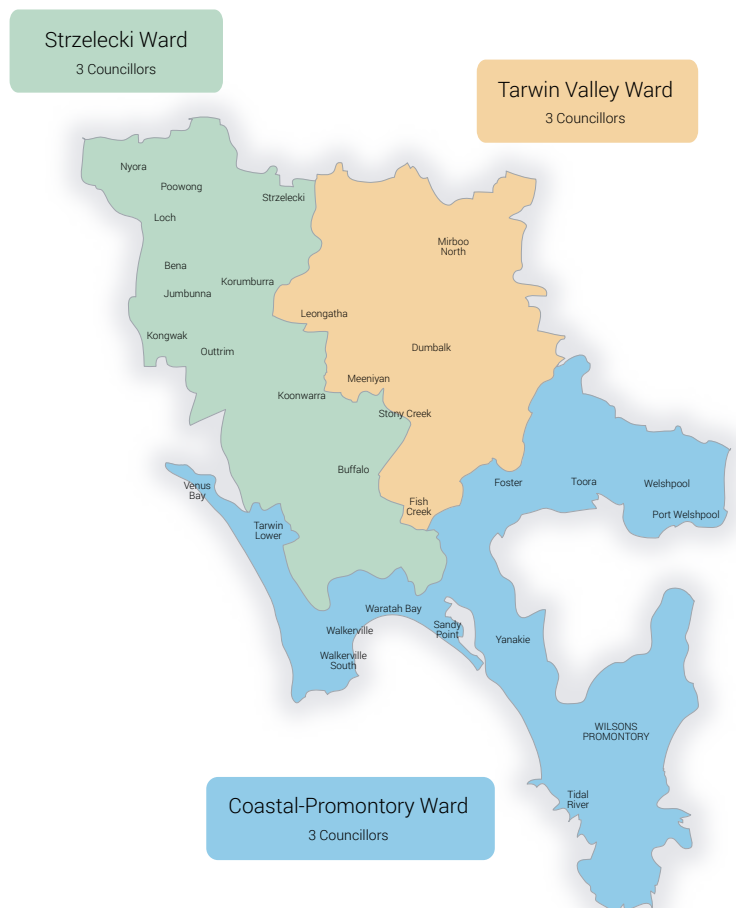 Strzelecki Ward
3 Councillors
Tarwin Valley Ward
3 Councillors
Nyora
Poowong
Strzelecki
Loch
Mirboo
North
Bena
Korumburra
Jumbunna
Leongatha
Kongwak
Outtrim
Dumbalk
Meeniyan
Koonwarra
Stony Creek
Buffalo
Venus
Bay
Foster
Toora
Welshpool
Fish
Creek
Port Welshpool
Tarwin
Lower
Waratah Bay
Sandy
Point
Walkerville
Yanakie
Walkerville
South
WILSONS
PROMONTORY
Tidal
River
Coastal-Promontory Ward
3 Councillors